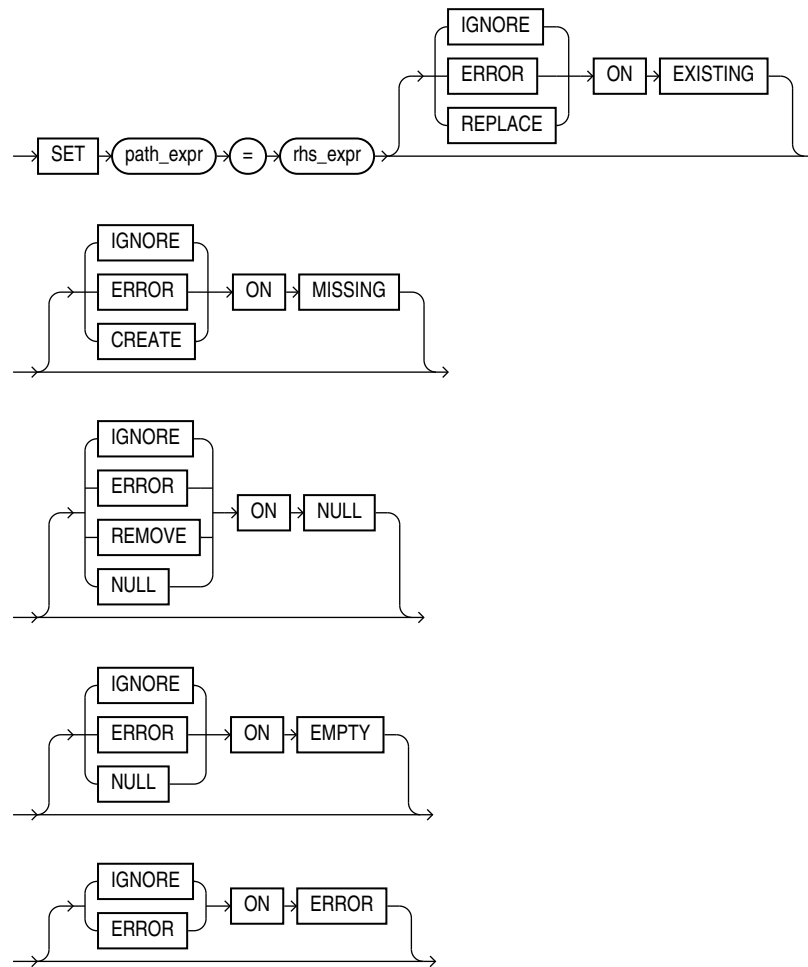 IGNORE
ERROR ON EXISTING
REPLACE
SET path_expr = rhs_expr
IGNORE
ERROR ON MISSING
CREATE
IGNORE
ERROR
ON NULL
REMOVE
NULL
IGNORE
ERROR ON EMPTY
NULL
IGNORE
ON ERROR
ERROR